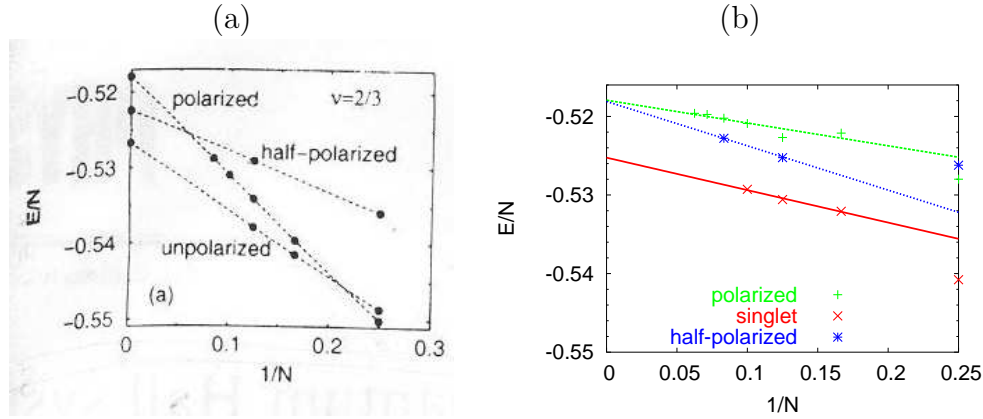 (a)
(b)
−0.52
−0.53
−0.54
−0.55
E/N
polarized
ν=2/3
half−polarized
unpolarized
(a)
0
0.1
0.2
0.3
1/N
-0.52
-0.53
-0.54
-0.55
E/N
polarized
singlet
half-polarized
0
0.05
0.10
0.15
0.20
0.25
1/N